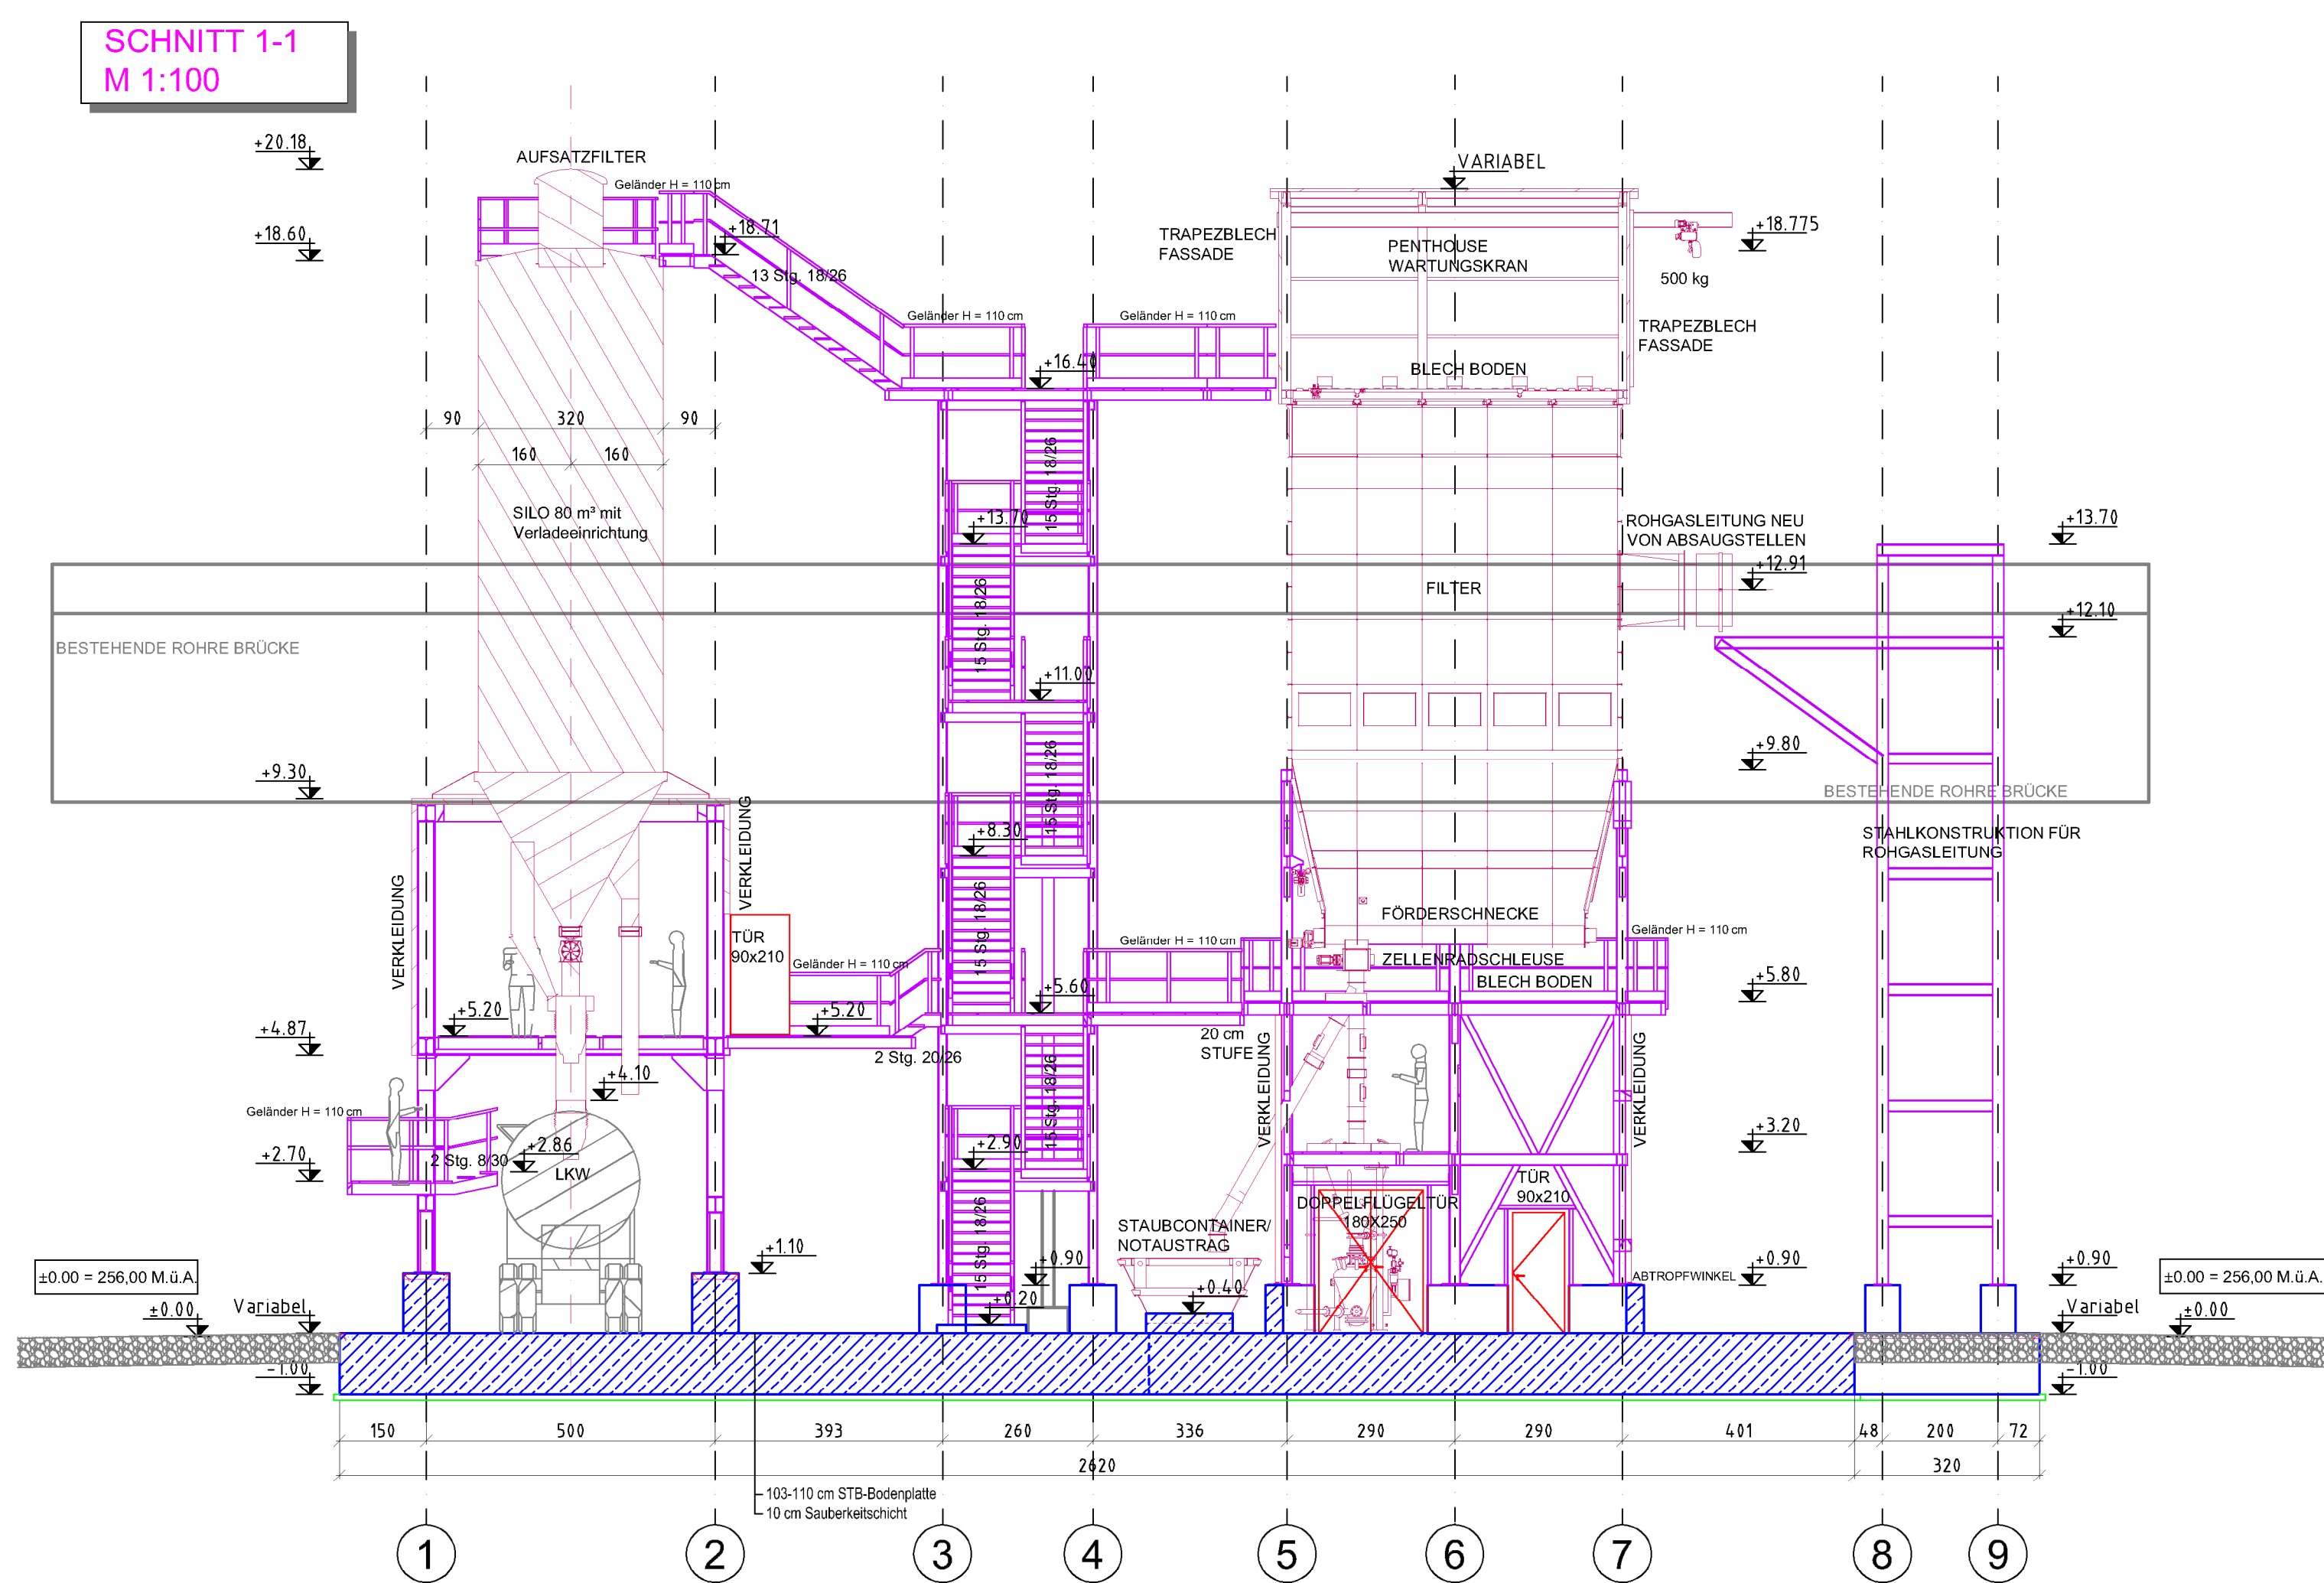 SCHNITT 1-1
M 1:100
+20.18
AUFSATZFILTER
VARIABEL
Geländer H = 110 cm
+18.60
+18.71
TRAPEZBLECH
FASSADE
PENTHOUSE
WARTUNGSKRAN
+18.775
500 kg
13 Stg. 18/26
Geländer H = 110 cm
Geländer H = 110 cm
TRAPEZBLECH
FASSADE
+16.40
BLECH BODEN
90
320
90
160
160
15 Stg. 18/26
SILO 80 m³ mit
Verladeeinrichtung
+13.70
ROHGASLEITUNG NEU
VON ABSAUGSTELLEN
+13.70
+12.91
FILTER
15 Stg. 18/26
+12.10
BESTEHENDE ROHRE BRÜCKE
+11.00
+9.80
15 Stg. 18/26
+9.30
BESTEHENDE ROHRE BRÜCKE
VERKLEIDUNG
+8.30
STAHLKONSTRUKTION FÜR
ROHGASLEITUNG
VERKLEIDUNG
15 Stg. 18/26
TÜR
90x210
FÖRDERSCHNECKE
Geländer H = 110 cm
Geländer H = 110 cm
Geländer H = 110 cm
ZELLENRADSCHLEUSE
BLECH BODEN
+5.80
+5.60
+5.20
+5.20
+4.87
2 Stg. 20/26
20 cm
STUFE
VERKLEIDUNG
VERKLEIDUNG
15 Stg. 18/26
+4.10
Geländer H = 110 cm
+3.20
+2.90
+2.86
+2.70
2 Stg. 8/30
LKW
TÜR
90x210
DOPPELFLÜGELTÜR
180X250
STAUBCONTAINER/
NOTAUSTRAG
15 Stg. 18/26
+1.10
+0.90
ABTROPFWINKEL
+0.90
+0.90
±0.00 = 256,00 M.ü.A.
±0.00 = 256,00 M.ü.A.
+0.40
+0.20
±0.00
Variabel
Variabel
±0.00
-1.00
-1.00
150
500
393
260
336
290
290
401
48
200
72
2620
320
103-110 cm STB-Bodenplatte
10 cm Sauberkeitschicht
1
2
3
4
5
6
7
8
9